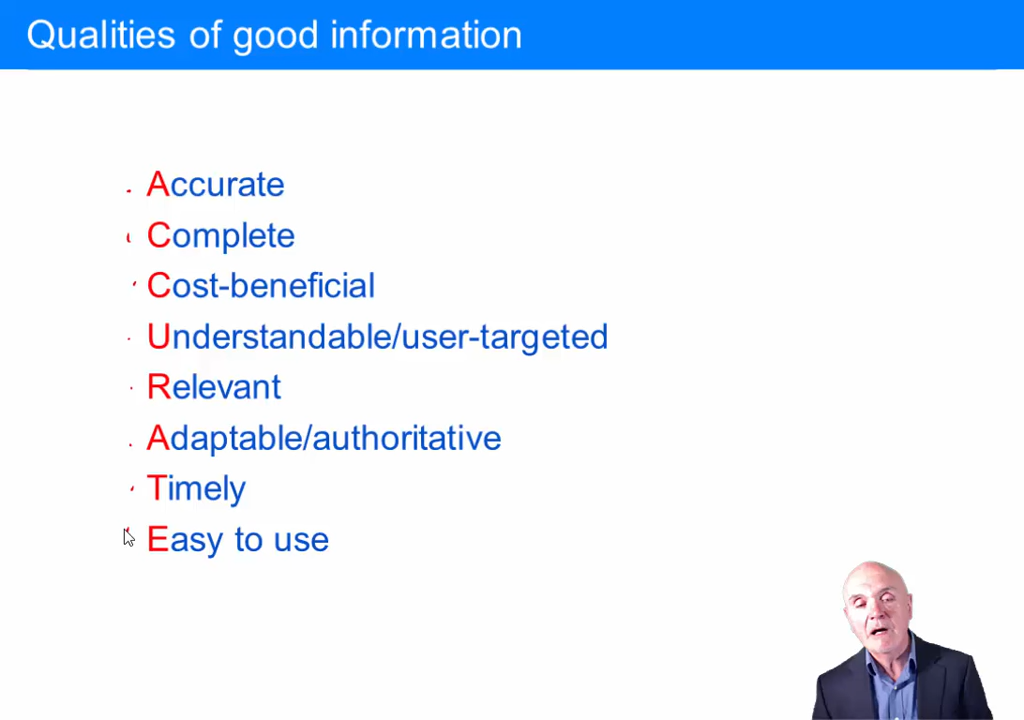 Qualities of good information
Accurate
Complete
Cost-beneficial
Understandable/user-targeted
Relevant
Adaptable/authoritative
Timely
Easy to use